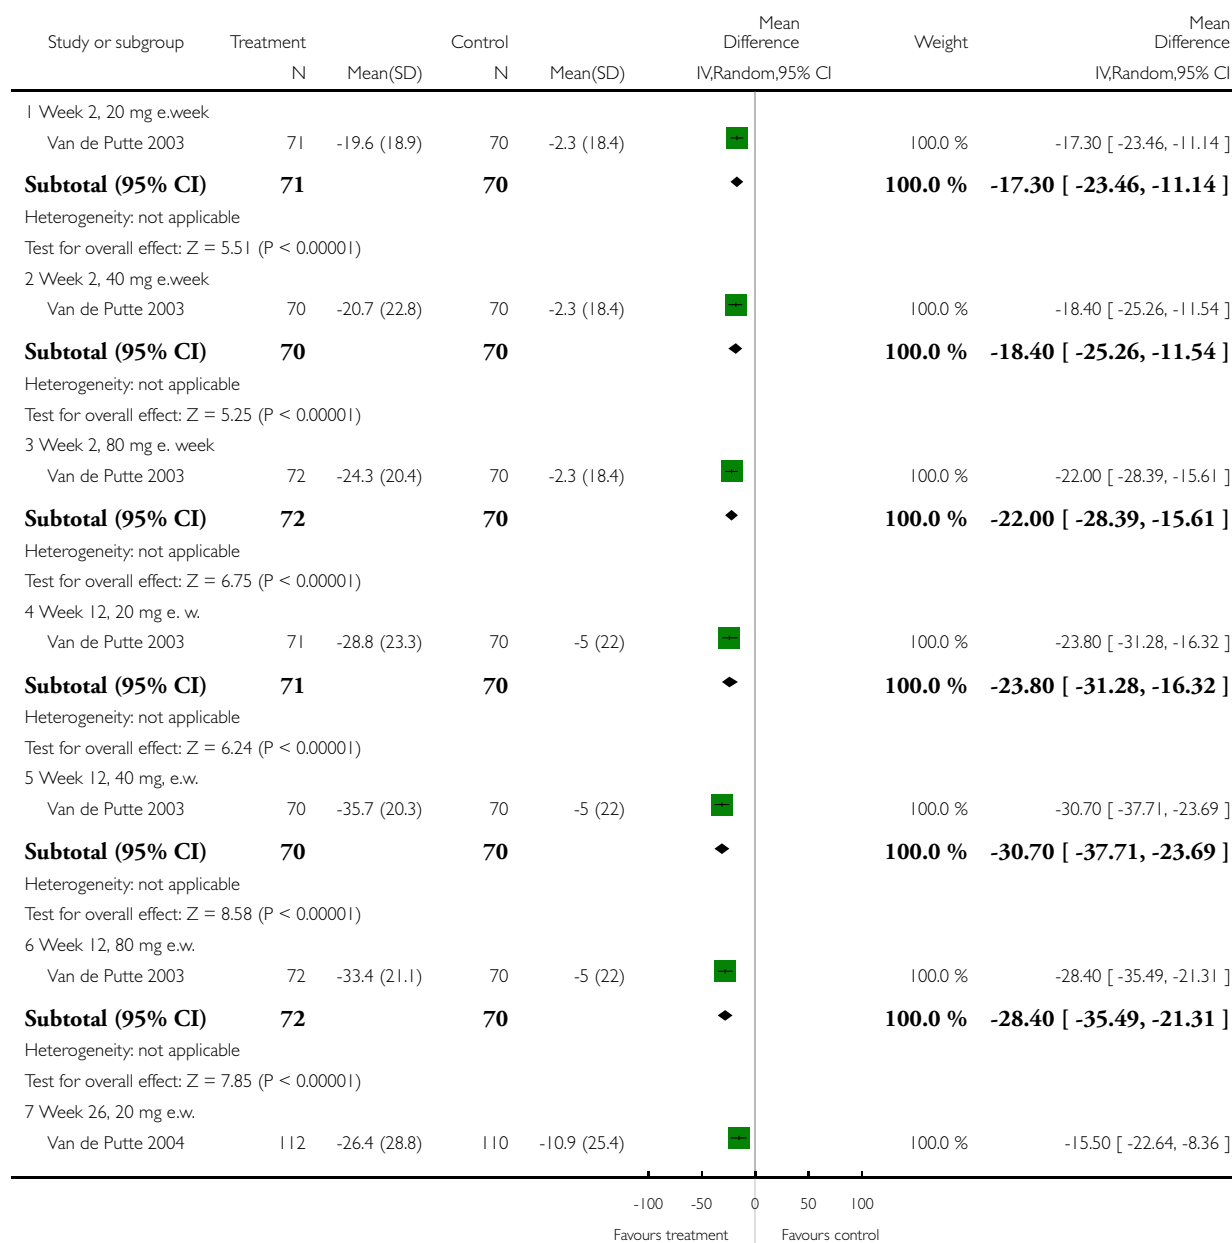 Study or subgroup Treatment Control Mean Difference Weight Mean Difference
N Mean(SD) N Mean(SD) IV,Random,95% CI IV,Random,95% CI
1 Week 2, 20 mg e.week
Van de Putte 2003 71 -19.6 (18.9) 70 -2.3 (18.4) 100.0 % -17.30 [ -23.46, -11.14 ]
Subtotal (95% CI) 71 70 100.0 % -17.30 [ -23.46, -11.14 ]
Heterogeneity: not applicable
Test for overall effect: Z = 5.51 (P < 0.00001)
2 Week 2, 40 mg e.week
Van de Putte 2003 70 -20.7 (22.8) 70 -2.3 (18.4) 100.0 % -18.40 [ -25.26, -11.54 ]
Subtotal (95% CI) 70 70 100.0 % -18.40 [ -25.26, -11.54 ]
Heterogeneity: not applicable
Test for overall effect: Z = 5.25 (P < 0.00001)
3 Week 2, 80 mg e. week
Van de Putte 2003 72 -24.3 (20.4) 70 -2.3 (18.4) 100.0 % -22.00 [ -28.39, -15.61 ]
Subtotal (95% CI) 72 70 100.0 % -22.00 [ -28.39, -15.61 ]
Heterogeneity: not applicable
Test for overall effect: Z = 6.75 (P < 0.00001)
4 Week 12, 20 mg e. w.
Van de Putte 2003 71 -28.8 (23.3) 70 -5 (22) 100.0 % -23.80 [ -31.28, -16.32 ]
Subtotal (95% CI) 71 70 100.0 % -23.80 [ -31.28, -16.32 ]
Heterogeneity: not applicable
Test for overall effect: Z = 6.24 (P < 0.00001)
5 Week 12, 40 mg, e.w.
Van de Putte 2003 70 -35.7 (20.3) 70 -5 (22) 100.0 % -30.70 [ -37.71, -23.69 ]
Subtotal (95% CI) 70 70 100.0 % -30.70 [ -37.71, -23.69 ]
Heterogeneity: not applicable
Test for overall effect: Z = 8.58 (P < 0.00001)
6 Week 12, 80 mg e.w.
Van de Putte 2003 72 -33.4 (21.1) 70 -5 (22) 100.0 % -28.40 [ -35.49, -21.31 ]
Subtotal (95% CI) 72 70 100.0 % -28.40 [ -35.49, -21.31 ]
Heterogeneity: not applicable
Test for overall effect: Z = 7.85 (P < 0.00001)
7 Week 26, 20 mg e.w.
Van de Putte 2004 112 -26.4 (28.8) 110 -10.9 (25.4) 100.0 % -15.50 [ -22.64, -8.36 ]
-100 -50 0 50 100
Favours treatment Favours control